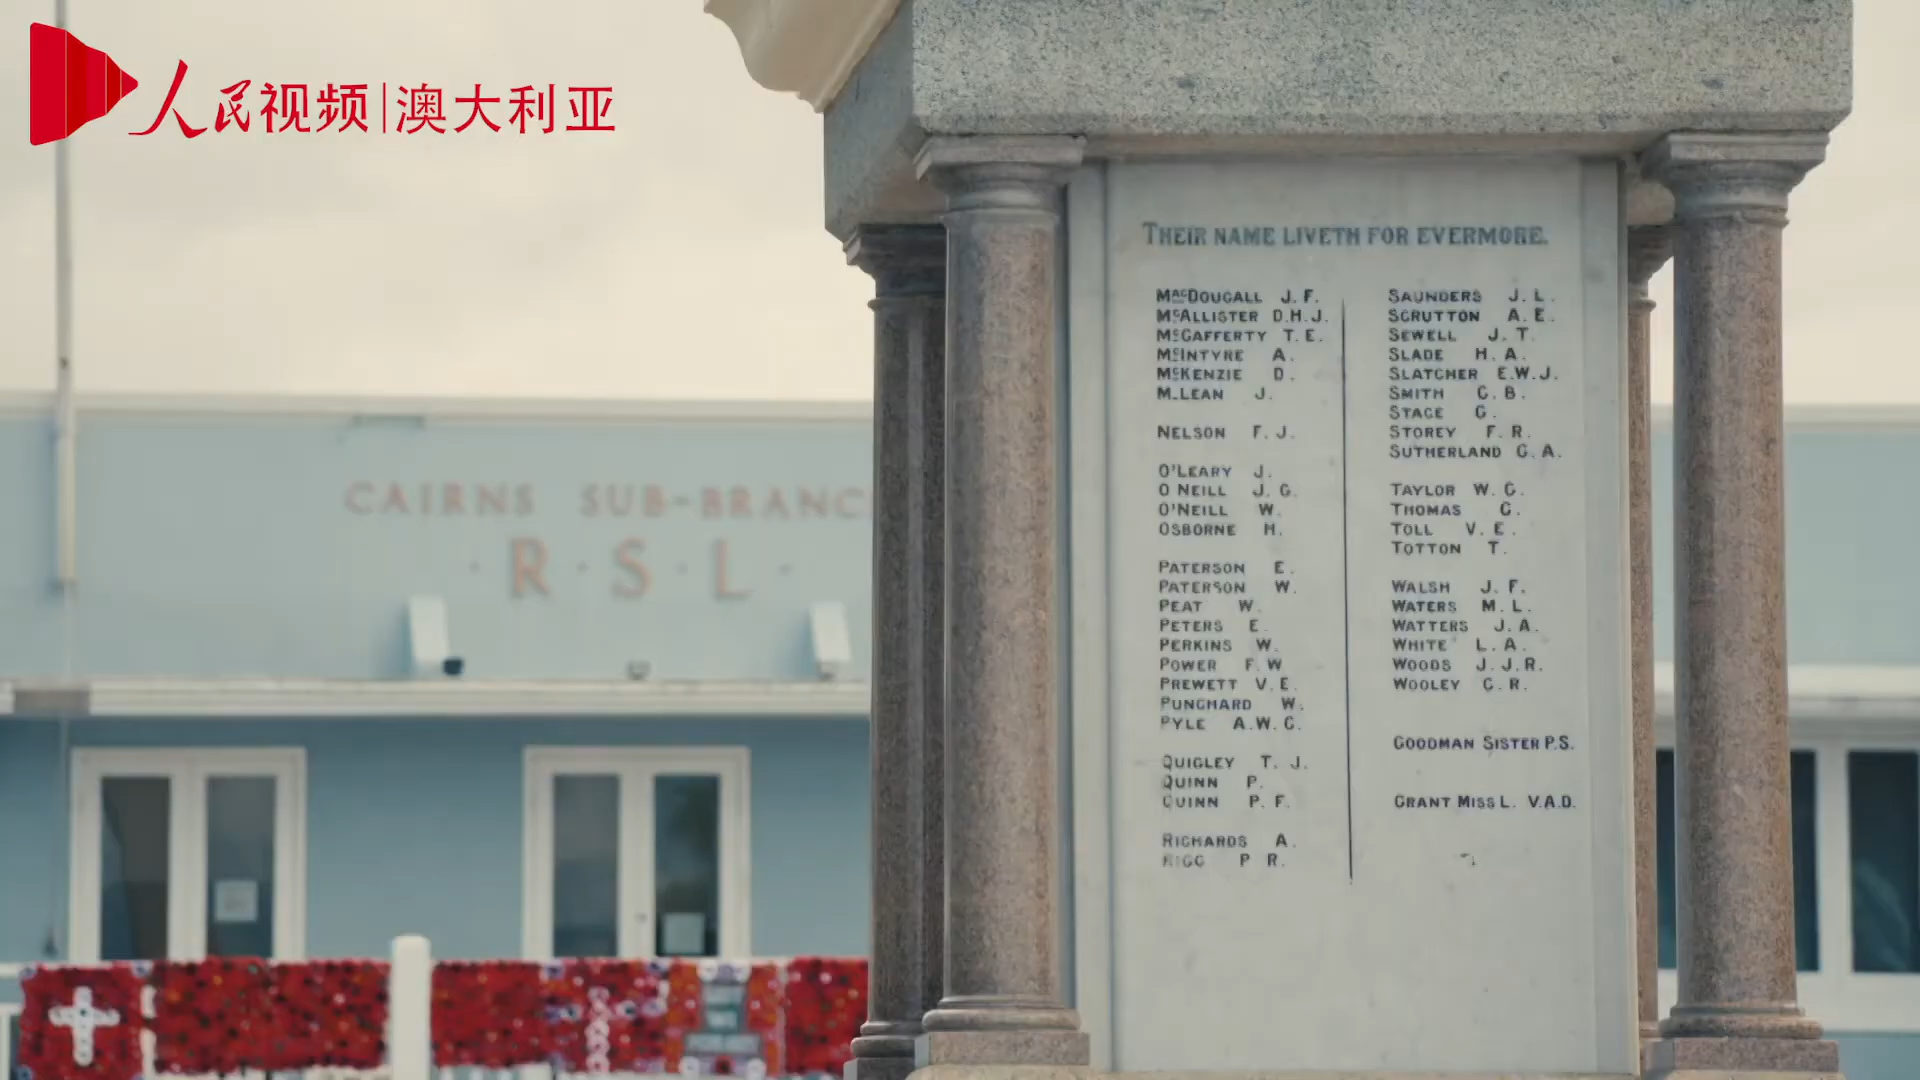 人民视频|澳大利亚
CAIRNS SUB-BRANCH
· R · S · L ·
THEIR NAME LIVETH FOR EVERMORE.
MACDOUGALL J. F.
MCALLISTER D.H.J.
MCCAFFERTY T. E.
MCINTYRE A.
MCKENZIE D.
MCLEAN J.
NELSON F. J.
O'LEARY J.
O'NEILL J. G.
O'NEILL W.
OSBORNE H.
PATERSON E.
PATERSON W.
PEAT W.
PETERS E.
PERKINS W.
POWER F. W.
PREWETT V. E.
PUNCHARD W.
PYLE A. W. C.
QUIGLEY T. J.
QUINN P.
QUINN P. F.
RICHARDS A.
RIGG P. R.
SAUNDERS J. L.
SCRUTTON A. E.
SEWELL J. T.
SLADE H. A.
SLATCHER E.W.J.
SMITH C. B.
STACE G.
STOREY F. R.
SUTHERLAND G. A.
TAYLOR W. G.
THOMAS C.
TOLL V. E.
TOTTON T.
WALSH J. F.
WATERS M. L.
WATTERS J. A.
WHITE L. A.
WOODS J. J. R.
WOOLEY C. R.
GOODMAN SISTER P.S.
GRANT MISS L. V.A.D.